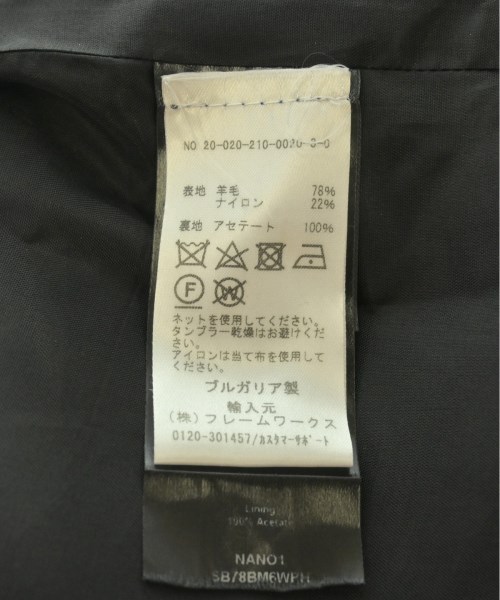 NO 20-020-210-0020-3-0
表地 羊毛 78%
ナイロン 22%
裏地 アセテート 100%
F W
ネットを使用してください。
タンブラー乾燥はお避けくだ
さい。
アイロンは当て布を使用してく
ださい。
ブルガリア製
輸入元
(株)フレームワークス
0120-301457/カスタマーサポート
Lining
100% Acetate
NANO1
SB78BM6WPH